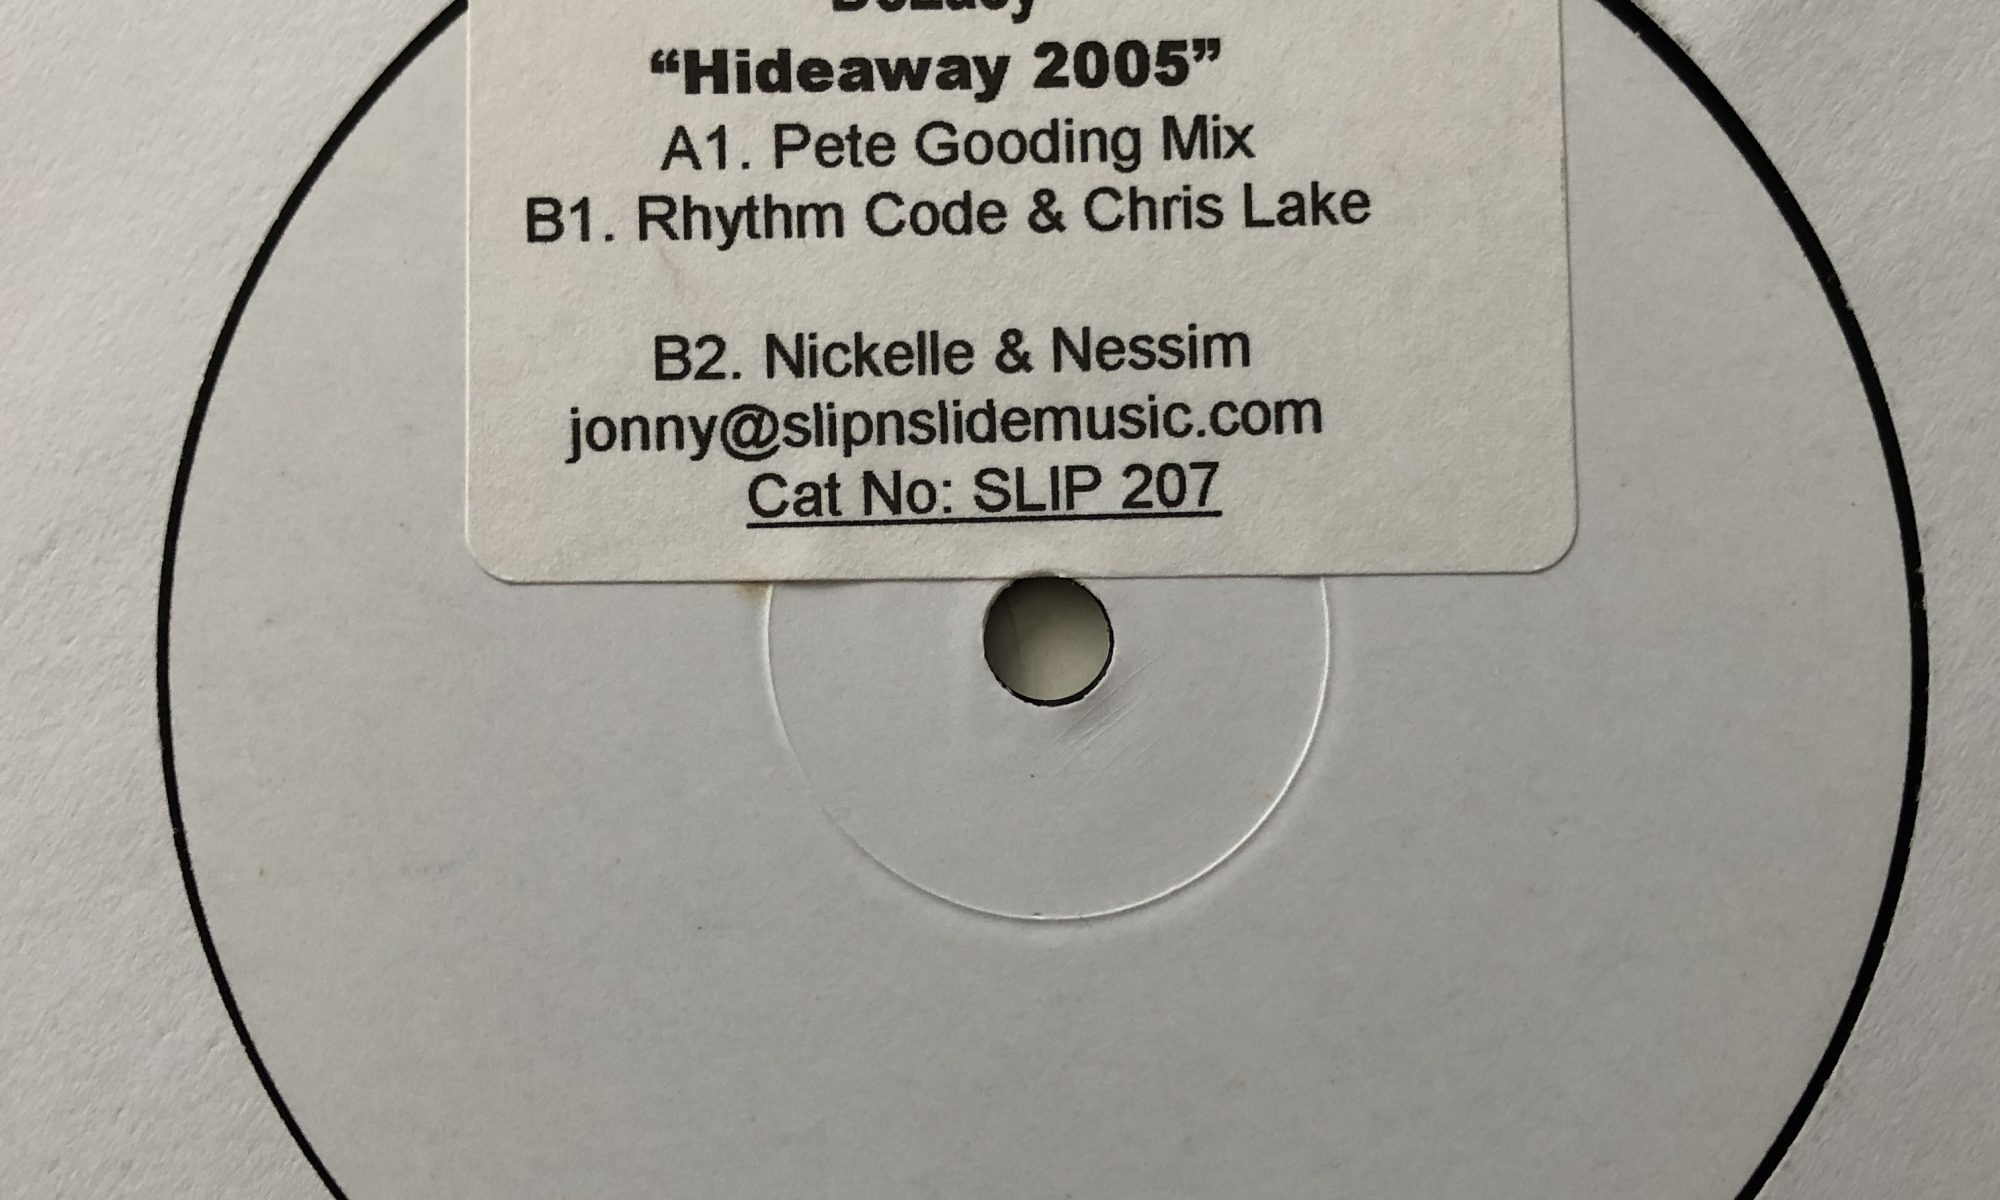 “Hideaway 2005”
A1. Pete Gooding Mix
B1. Rhythm Code & Chris Lake
B2. Nickelle & Nessim
jonny@slipnslidemusic.com
Cat No: SLIP 207